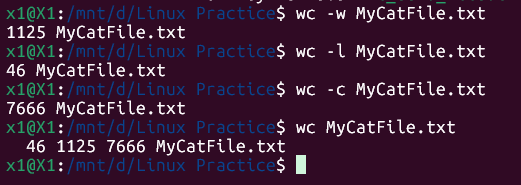 x1@X1:/mnt/d/Linux Practice$ wc -w MyCatFile.txt
1125 MyCatFile.txt
x1@X1:/mnt/d/Linux Practice$ wc -l MyCatFile.txt
46 MyCatFile.txt
x1@X1:/mnt/d/Linux Practice$ wc -c MyCatFile.txt
7666 MyCatFile.txt
x1@X1:/mnt/d/Linux Practice$ wc MyCatFile.txt
  46 1125 7666 MyCatFile.txt
x1@X1:/mnt/d/Linux Practice$